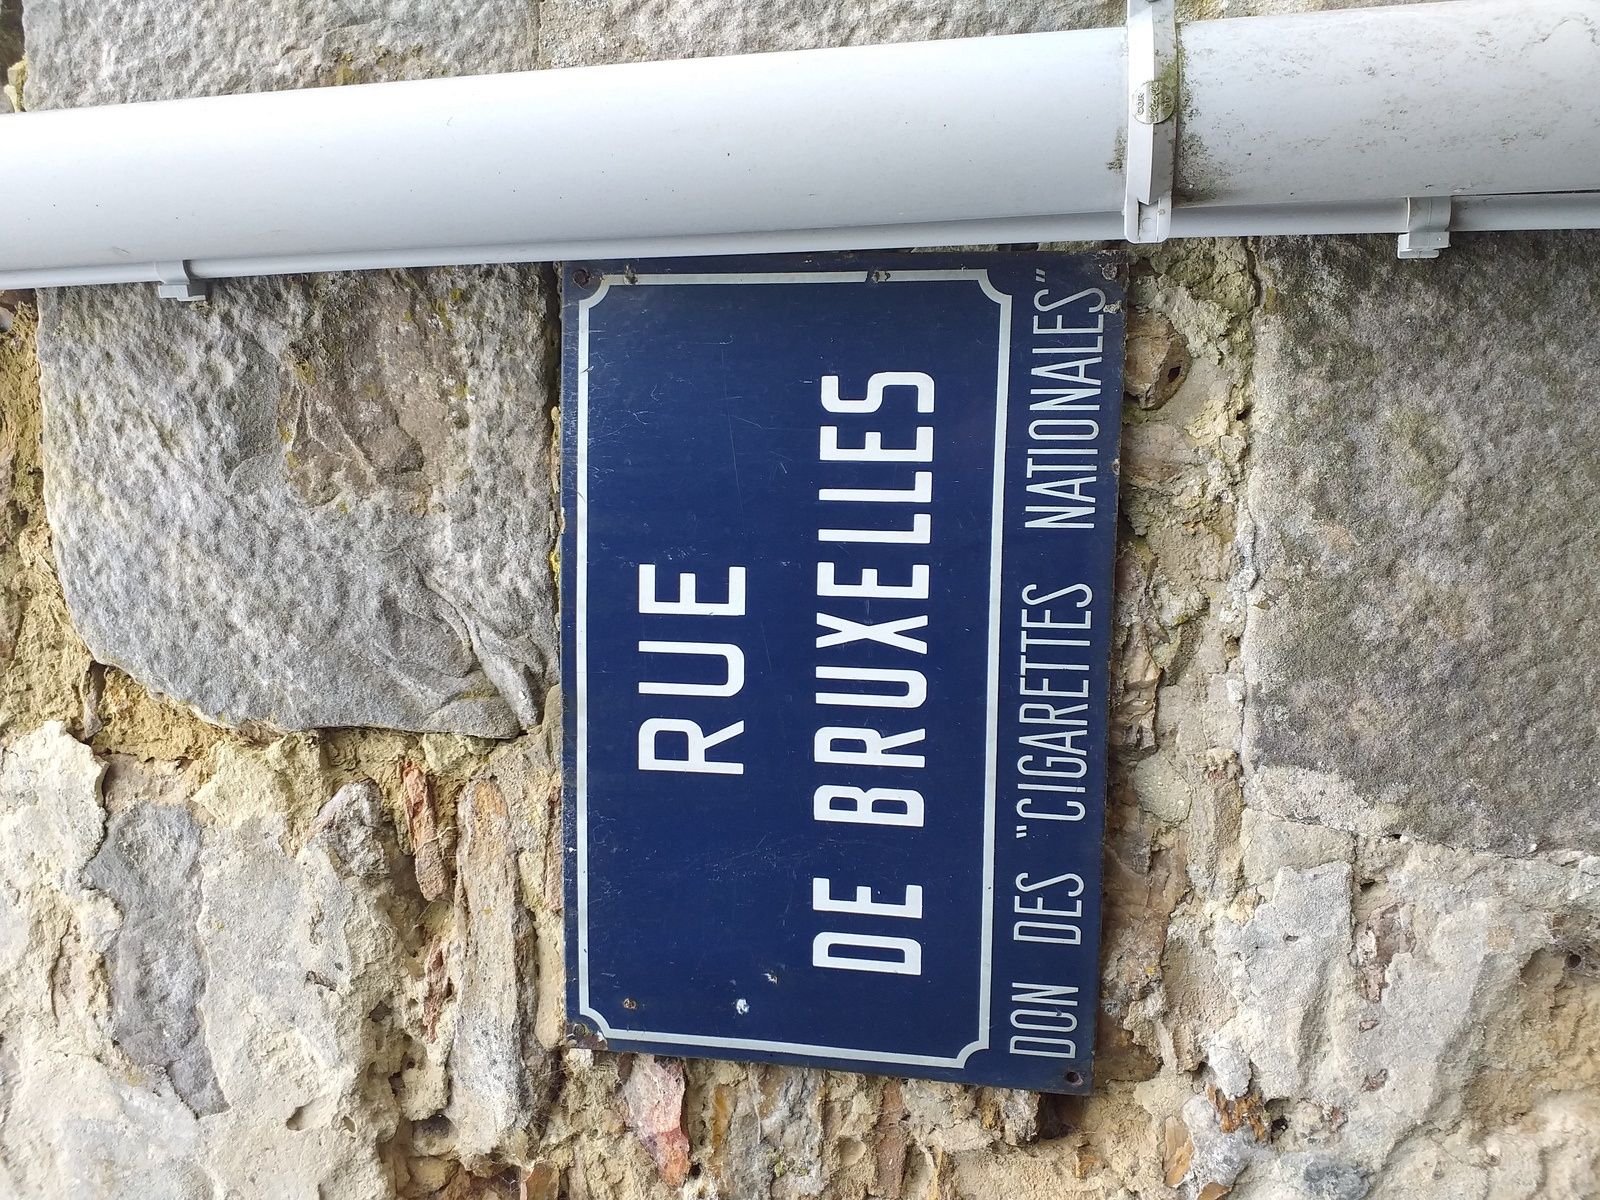 RUE
DE BRUXELLES
DON DES "CIGARETTES NATIONALES"